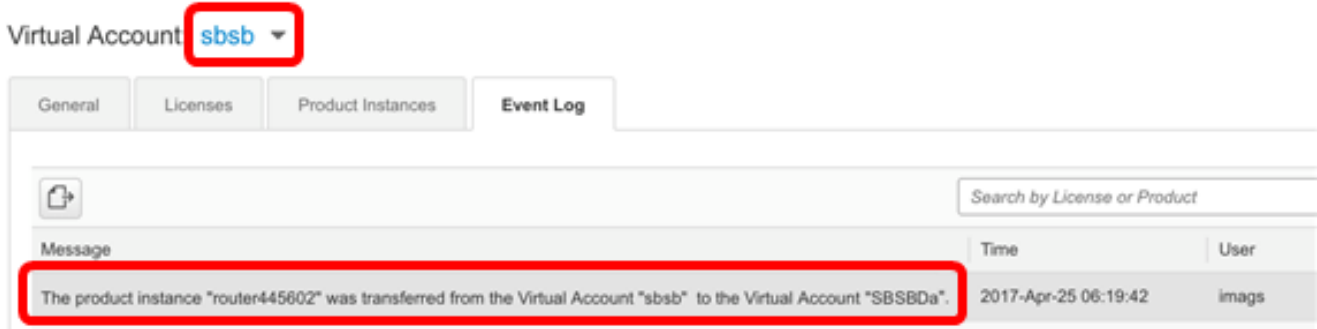 Virtual Account: sbsb
General Licenses Product Instances Event Log
Search by License or Product
Message Time User
The product instance "router445602" was transferred from the Virtual Account "sbsb" to the Virtual Account "SBSBDa". 2017-Apr-25 06:19:42 imags